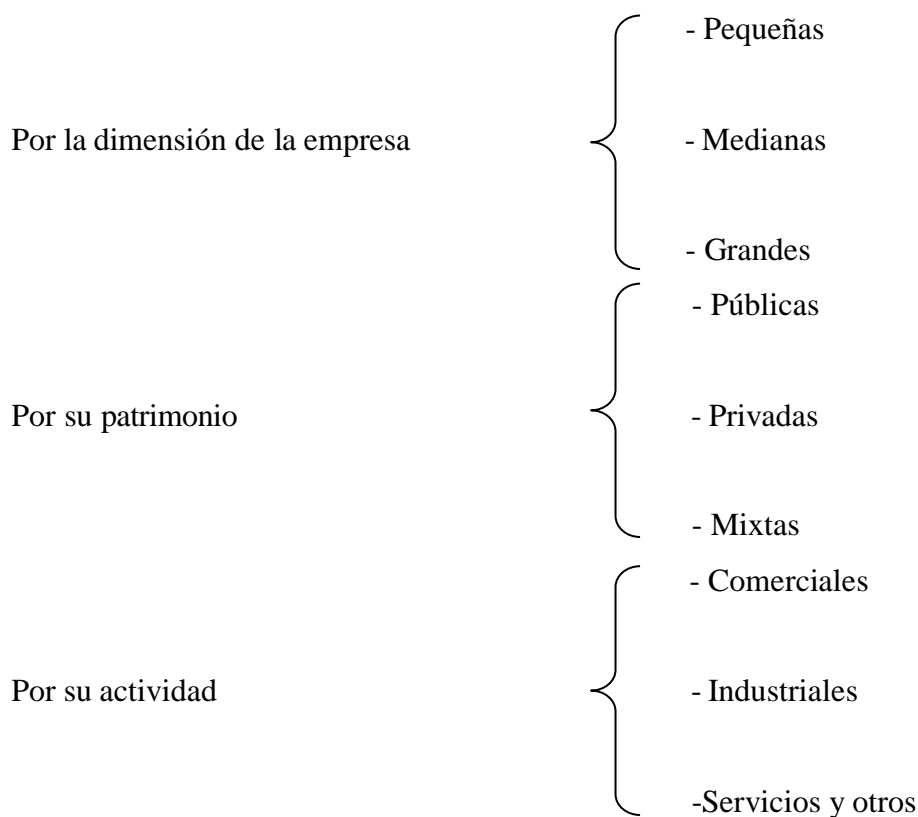 - Pequeñas
Por la dimensión de la empresa
- Medianas
- Grandes
- Públicas
Por su patrimonio
- Privadas
- Mixtas
- Comerciales
Por su actividad
- Industriales
-Servicios y otros